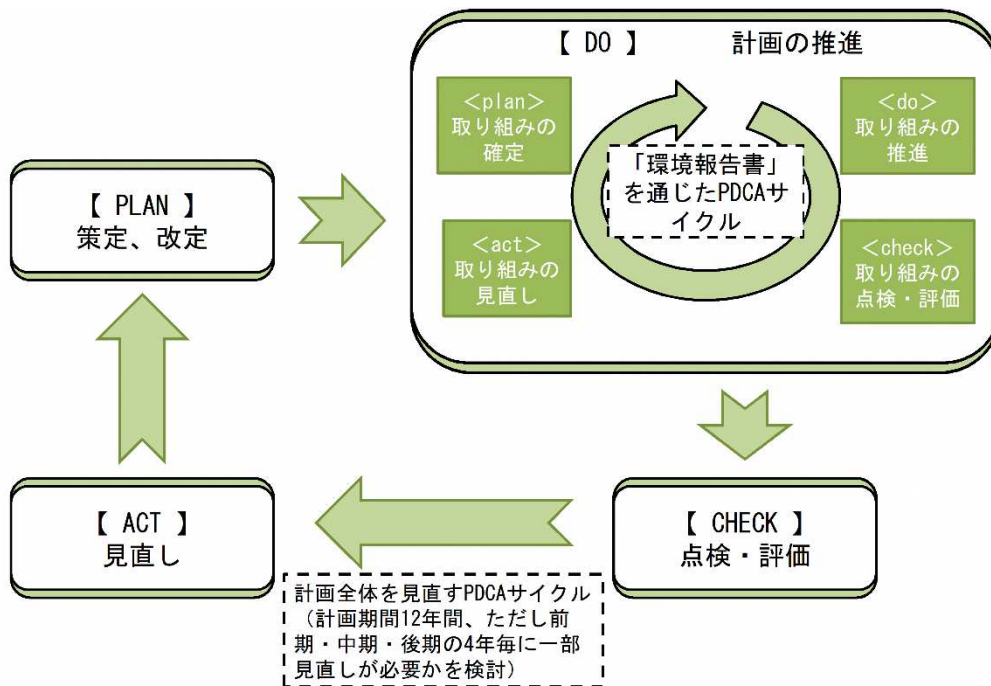 【 DO 】 計画の推進
<plan>
取り組みの
確定
<do>
取り組みの
推進
「環境報告書」
を通じたPDCAサ
イクル
<act>
取り組みの
見直し
<check>
取り組みの
点検・評価
【 PLAN 】
策定、改定
【 ACT 】
見直し
【 CHECK 】
点検・評価
計画全体を見直すPDCAサイクル
（計画期間12年間、ただし前
期・中期・後期の4年毎に一部
見直しが必要かを検討）